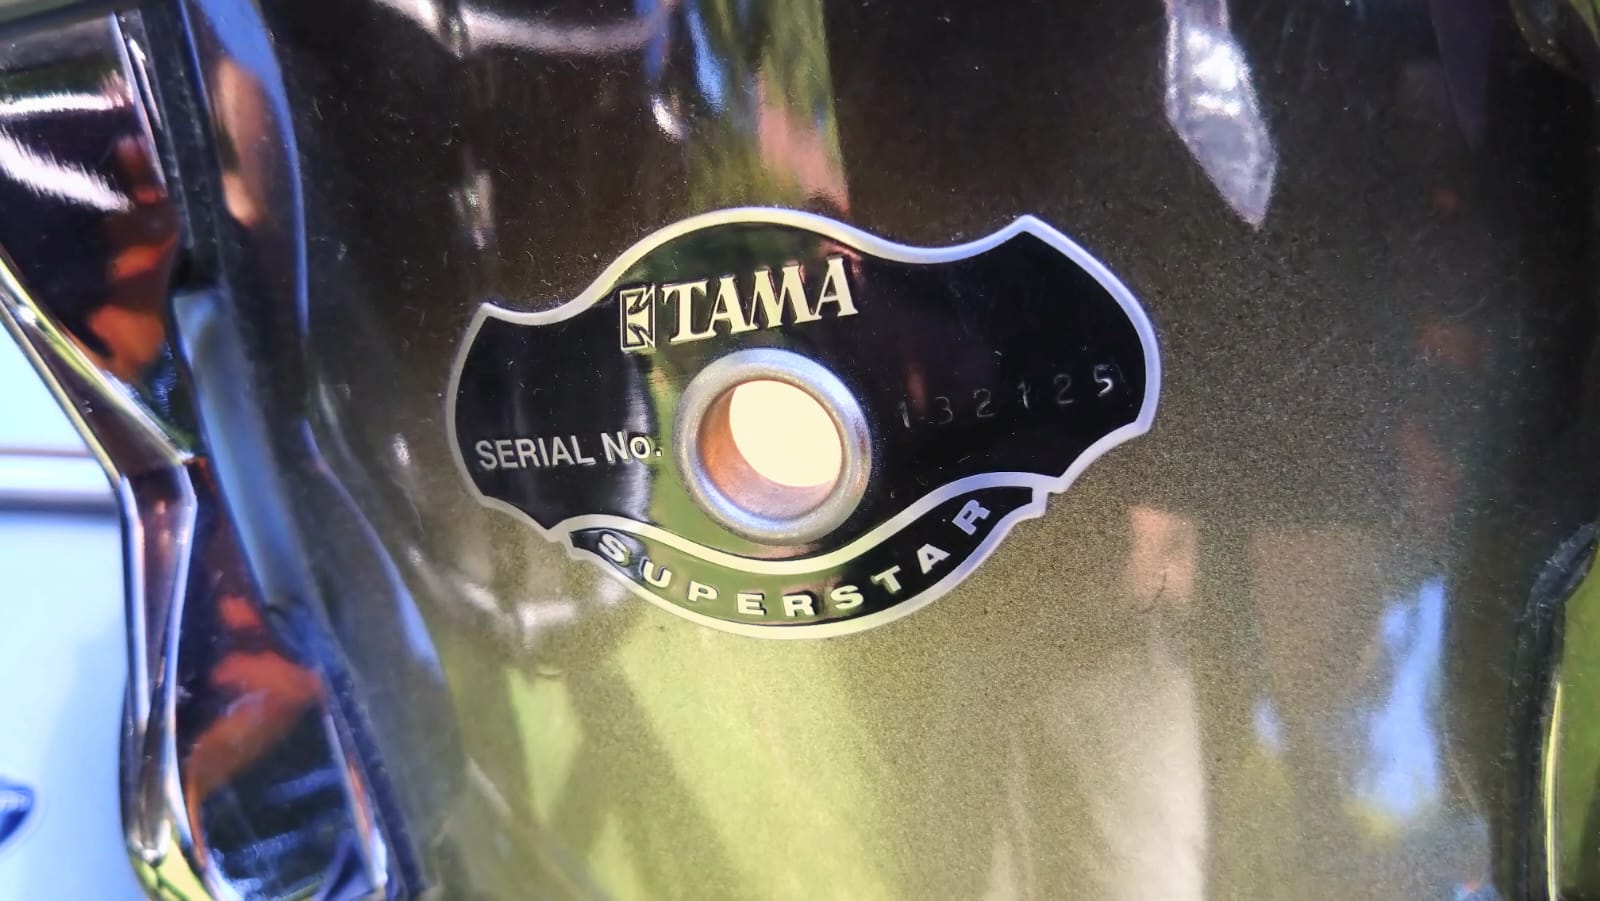 TAMA
SERIAL No. 132125
SUPERSTAR